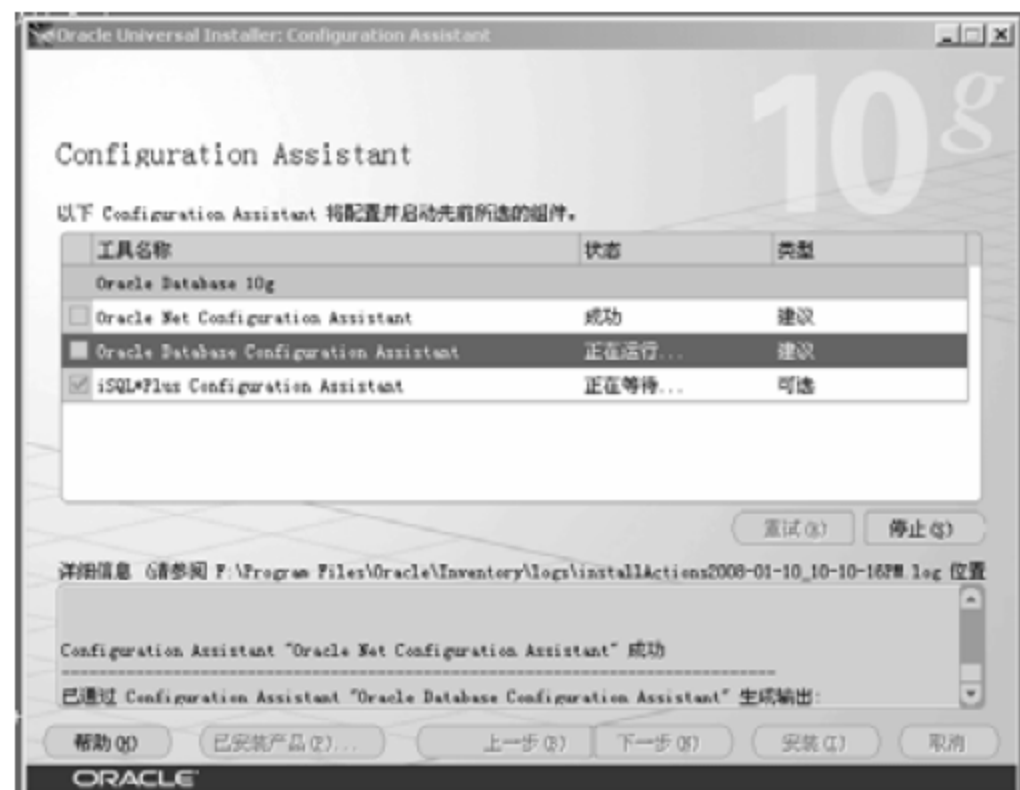 Oracle Universal Installer: Configuration Assistant
10g
Configuration Assistant
以下 Configuration Assistant 将配置并启动先前所选的组件。
工具名称 状态 类型
Oracle Database 10g
Oracle Net Configuration Assistant 成功 建议
Oracle Database Configuration Assistant 正在运行... 建议
iSQL*Plus Configuration Assistant 正在等待... 可选
重试(R) 停止(S)
详细信息 (请参阅 F:\Program Files\Oracle\Inventory\logs\installActions2008-01-10_10-10-16PM.log 位置
Configuration Assistant "Oracle Net Configuration Assistant" 成功
-----------------------------------------------------------------------------
已通过 Configuration Assistant "Oracle Database Configuration Assistant" 生成输出:
帮助(H) 已安装产品(P)... 上一步(B) 下一步(N) 安装(I) 取消
ORACLE